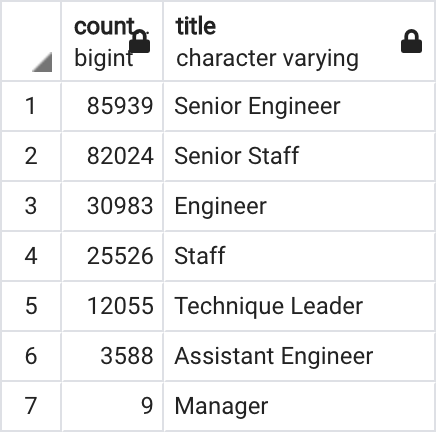 count title
bigint character varying
1 85939 Senior Engineer
2 82024 Senior Staff
3 30983 Engineer
4 25526 Staff
5 12055 Technique Leader
6 3588 Assistant Engineer
7 9 Manager